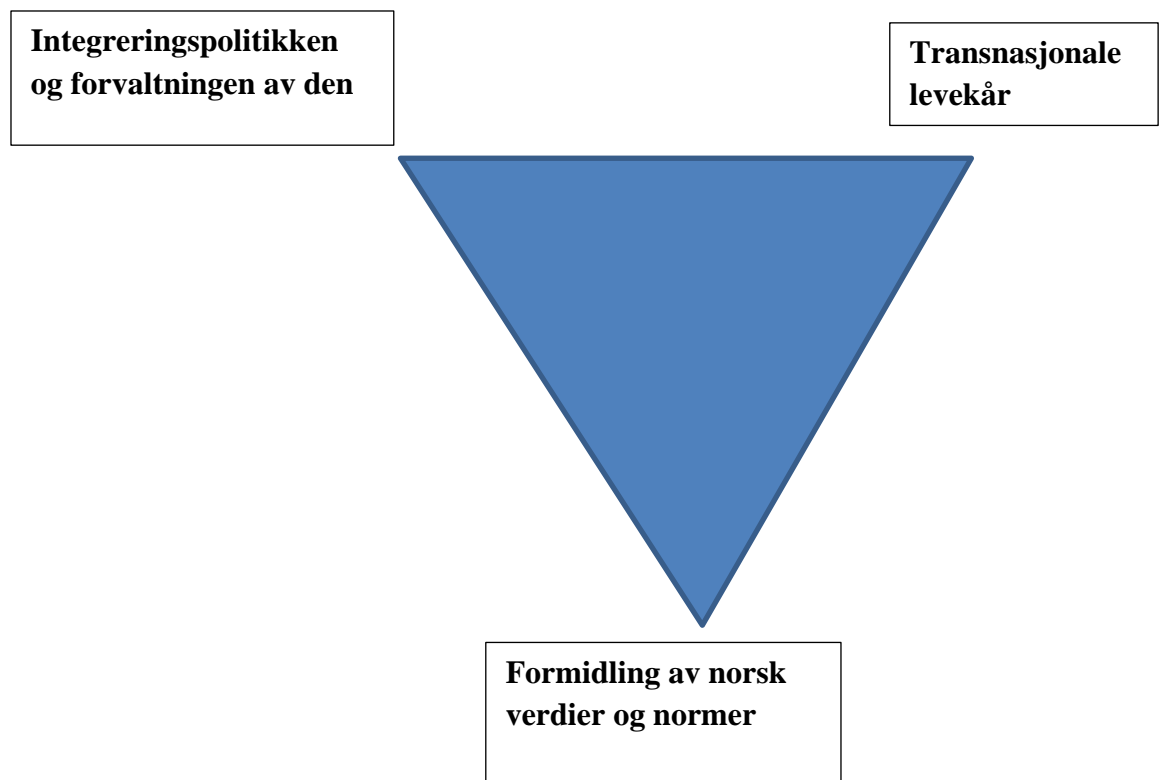 Integreringspolitikken
og forvaltningen av den
Transnasjonale
levekår
Formidling av norsk
verdier og normer